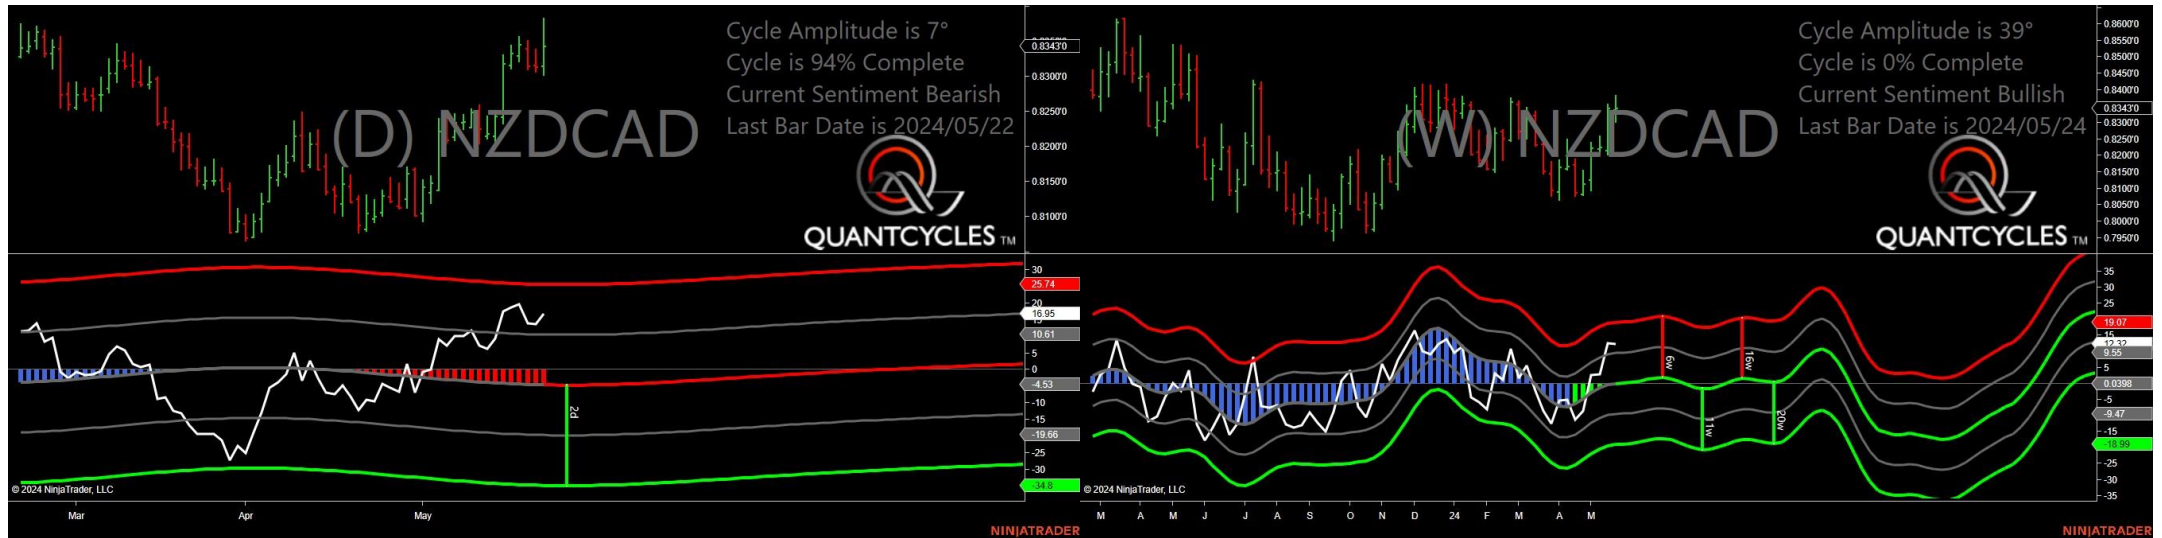 Cycle Amplitude is 7°
Cycle is 94% Complete
Current Sentiment Bearish
Last Bar Date is 2024/05/22
(D) NZDCAD
QUANTCYCLES TM
0.8343'0
0.8300'0
0.8250'0
0.8200'0
0.8150'0
0.8100'0
30
25.74
20
16.95
10.61
5
0
-4.53
-10
-15
-19.66
-25
-30
-34.8
2d
© 2024 NinjaTrader, LLC
Mar
Apr
May
NINJATRADER
Cycle Amplitude is 39°
Cycle is 0% Complete
Current Sentiment Bullish
Last Bar Date is 2024/05/24
(W) NZDCAD
QUANTCYCLES TM
0.8600'0
0.8550'0
0.8500'0
0.8450'0
0.8400'0
0.8343'0
0.8300'0
0.8250'0
0.8200'0
0.8150'0
0.8100'0
0.8050'0
0.8000'0
0.7950'0
35
30
25
19.07
15
12.32
9.55
5
0.0398
-5
-9.47
-15
-18.99
-25
-30
-35
6w
11w
16w
20w
© 2024 NinjaTrader, LLC
M A M J J A S O N D 24 F M A M
NINJATRADER